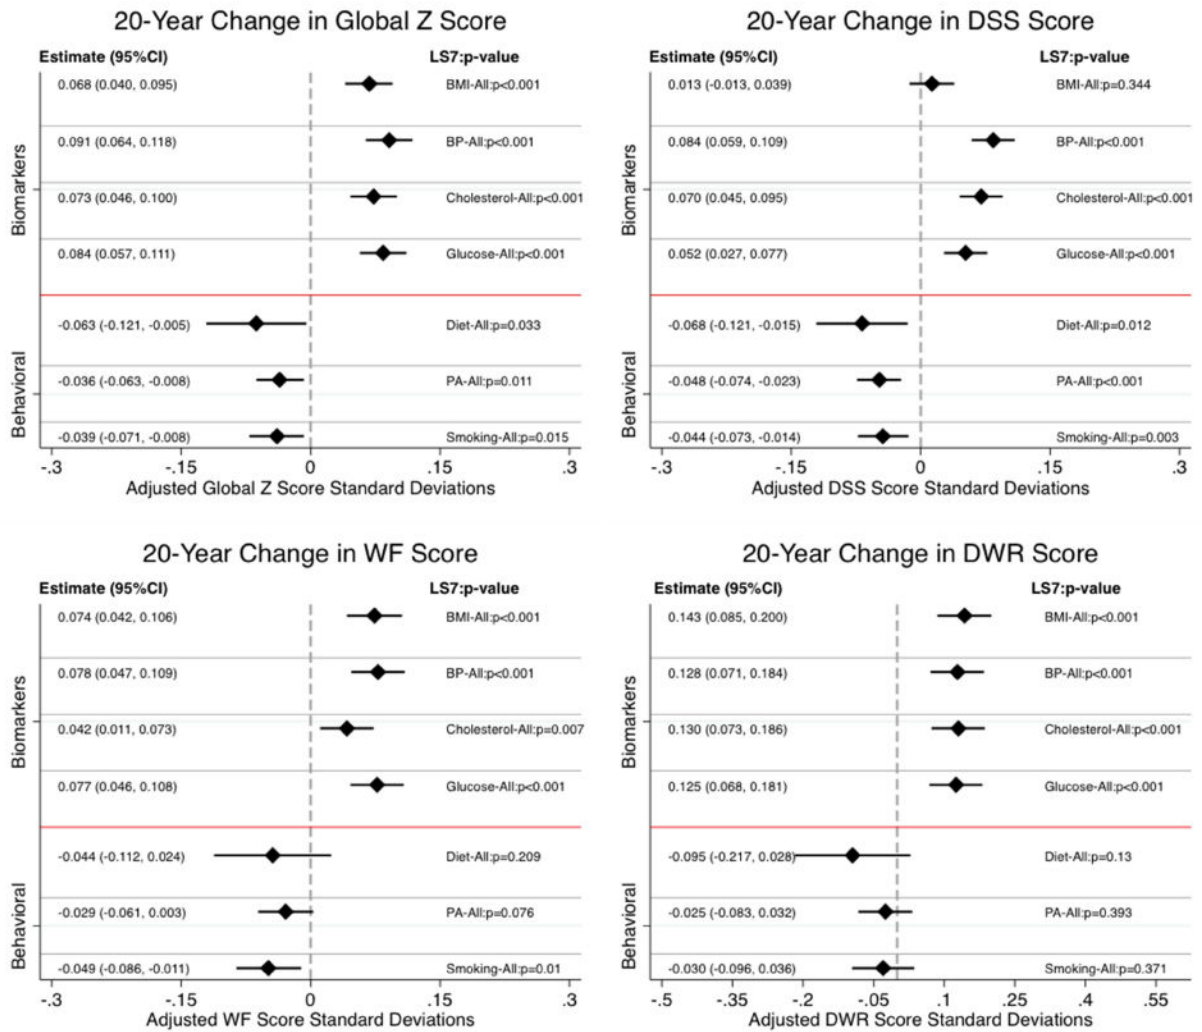 20-Year Change in Global Z Score
Estimate (95%CI) LS7:p-value
0.068 (0.040, 0.095) BMI-All:p<0.001
0.091 (0.064, 0.118) BP-All:p<0.001
0.073 (0.046, 0.100) Cholesterol-All:p<0.001
0.084 (0.057, 0.111) Glucose-All:p<0.001
-0.063 (-0.121, -0.005) Diet-All:p=0.033
-0.036 (-0.063, -0.008) PA-All:p=0.011
-0.039 (-0.071, -0.008) Smoking-All:p=0.015
Biomarkers
Behavioral
-.3 -.15 0 .15 .3
Adjusted Global Z Score Standard Deviations
20-Year Change in DSS Score
Estimate (95%CI) LS7:p-value
0.013 (-0.013, 0.039) BMI-All:p=0.344
0.084 (0.059, 0.109) BP-All:p<0.001
0.070 (0.045, 0.095) Cholesterol-All:p<0.001
0.052 (0.027, 0.077) Glucose-All:p<0.001
-0.068 (-0.121, -0.015) Diet-All:p=0.012
-0.048 (-0.074, -0.023) PA-All:p<0.001
-0.044 (-0.073, -0.014) Smoking-All:p=0.003
Biomarkers
Behavioral
-.3 -.15 0 .15 .3
Adjusted DSS Score Standard Deviations
20-Year Change in WF Score
Estimate (95%CI) LS7:p-value
0.074 (0.042, 0.106) BMI-All:p<0.001
0.078 (0.047, 0.109) BP-All:p<0.001
0.042 (0.011, 0.073) Cholesterol-All:p=0.007
0.077 (0.046, 0.108) Glucose-All:p<0.001
-0.044 (-0.112, 0.024) Diet-All:p=0.209
-0.029 (-0.061, 0.003) PA-All:p=0.076
-0.049 (-0.086, -0.011) Smoking-All:p=0.01
Biomarkers
Behavioral
-.3 -.15 0 .15 .3
Adjusted WF Score Standard Deviations
20-Year Change in DWR Score
Estimate (95%CI) LS7:p-value
0.143 (0.085, 0.200) BMI-All:p<0.001
0.128 (0.071, 0.184) BP-All:p<0.001
0.130 (0.073, 0.186) Cholesterol-All:p<0.001
0.125 (0.068, 0.181) Glucose-All:p<0.001
-0.095 (-0.217, 0.028) Diet-All:p=0.13
-0.025 (-0.083, 0.032) PA-All:p=0.393
-0.030 (-0.096, 0.036) Smoking-All:p=0.371
Biomarkers
Behavioral
-.5 -.35 -.2 -.05 .1 .25 .4 .55
Adjusted DWR Score Standard Deviations